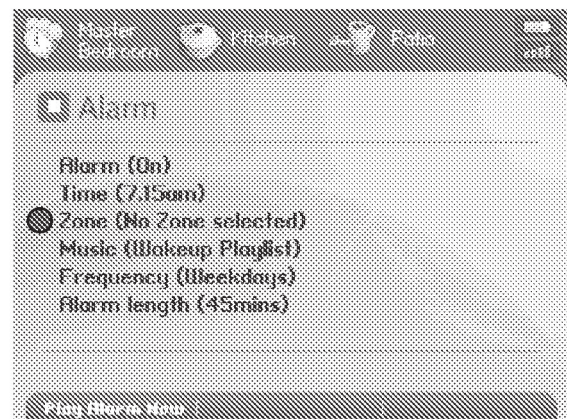 Master
Bedroom
Kitchen
Patio
Alarm
Alarm (On)
Time (7.15am)
Zone (No Zone selected)
Music (Wakeup Playlist)
Frequency (Weekdays)
Alarm length (45mins)
Play Alarm Now